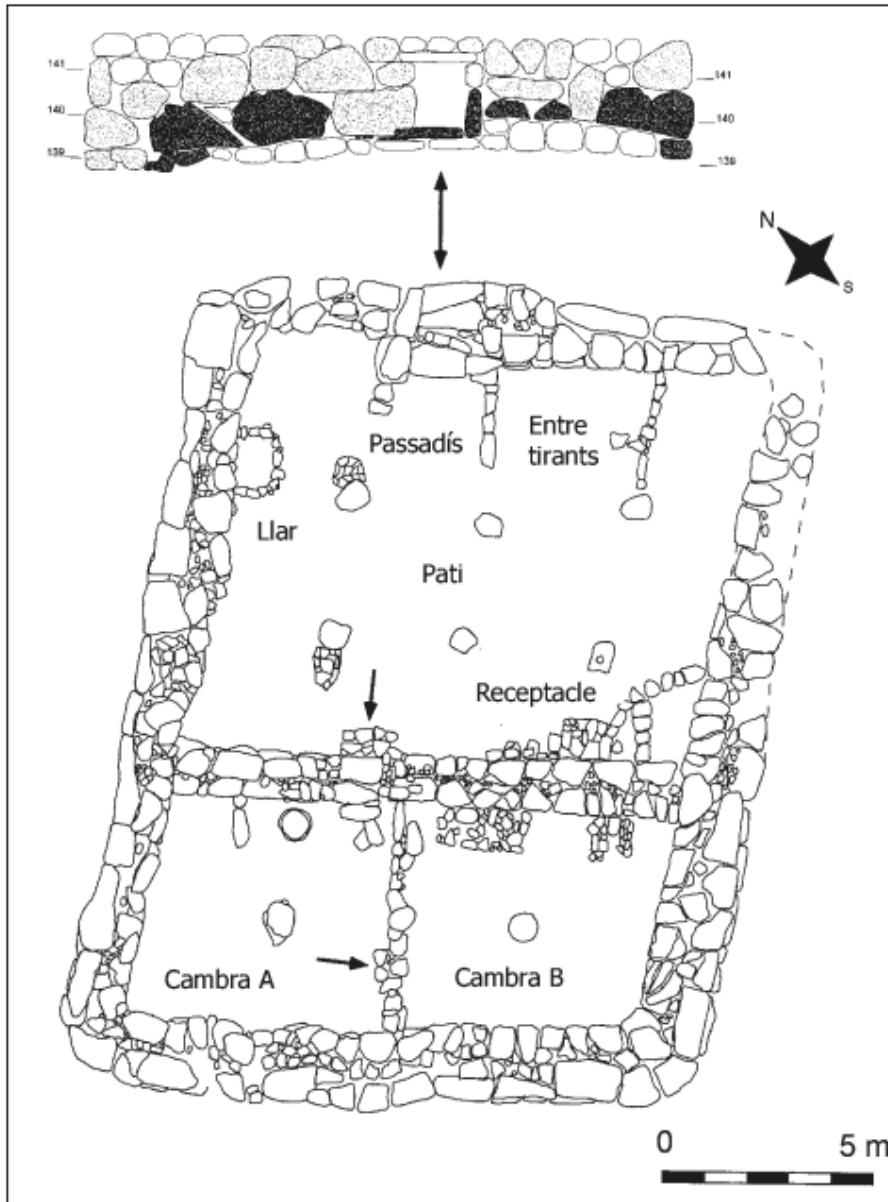 141
141
140
140
139
139
N
S
Passadís
Entre
tirants
Llar
Pati
Receptacle
Cambra A
Cambra B
0 5 m